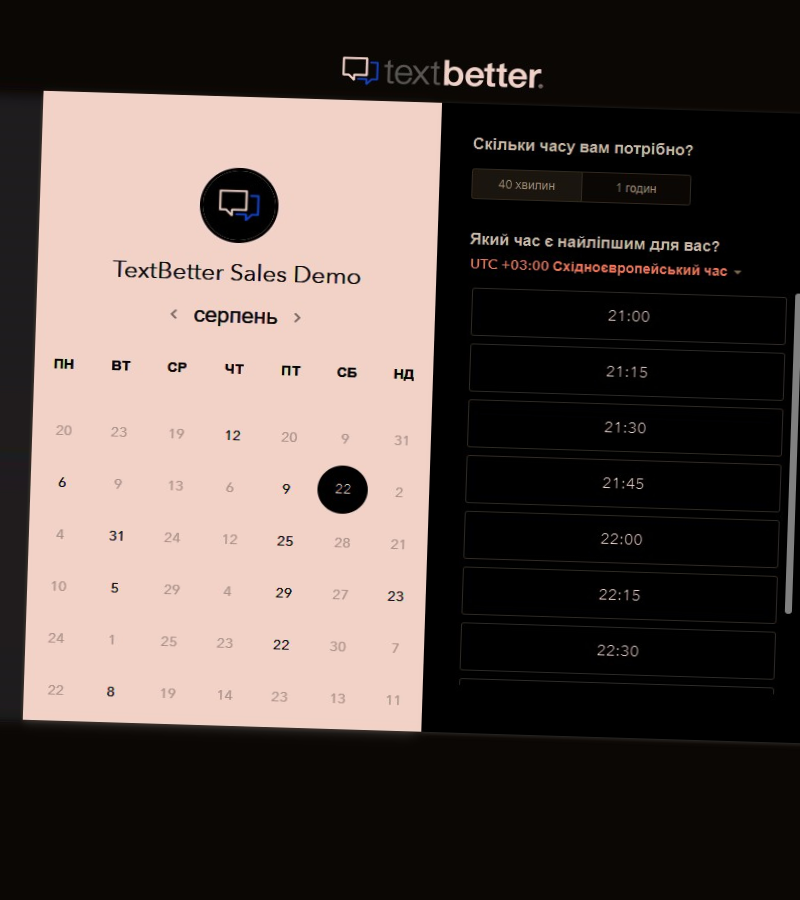 textbetter.
TextBetter Sales Demo
серпень
ПН ВТ СР ЧТ ПТ СБ НД
20 23 19 12 20 9 31
6 9 13 6 9 22 2
4 31 24 12 25 28 21
10 5 29 4 29 27 23
24 1 25 23 22 30 7
22 8 19 14 23 13 11
Скільки часу вам потрібно?
40 хвилин 1 годин
Який час є найліпшим для вас?
UTC +03:00 Східноєвропейський час
21:00
21:15
21:30
21:45
22:00
22:15
22:30